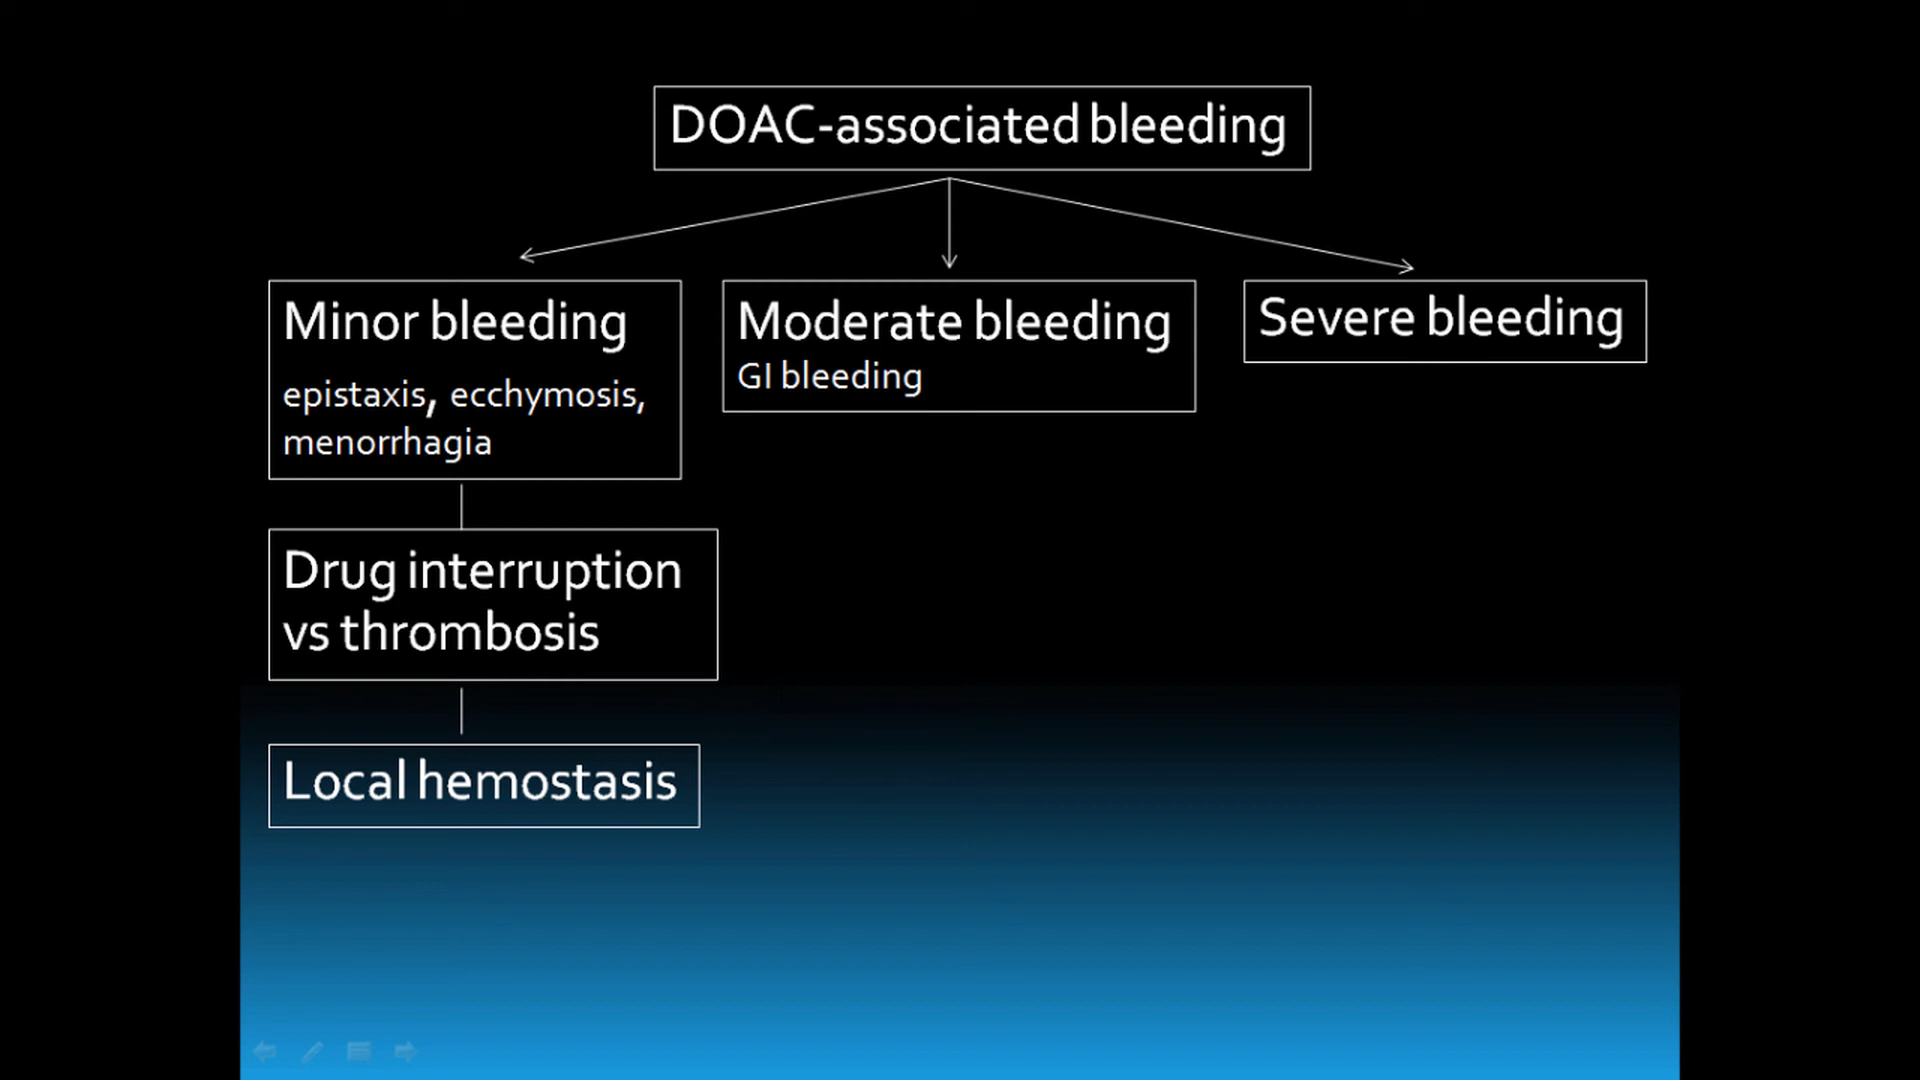 DOAC-associated bleeding
Minor bleeding
epistaxis, ecchymosis,
menorrhagia
Moderate bleeding
GI bleeding
Severe bleeding
Drug interruption
vs thrombosis
Local hemostasis